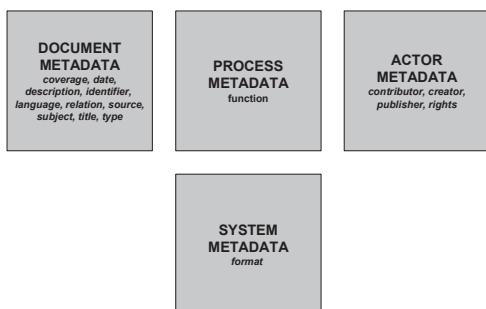 DOCUMENT
METADATA
coverage, date,
description, identifier,
language, relation, source,
subject, title, type
PROCESS
METADATA
function
ACTOR
METADATA
contributor, creator,
publisher, rights
SYSTEM
METADATA
format